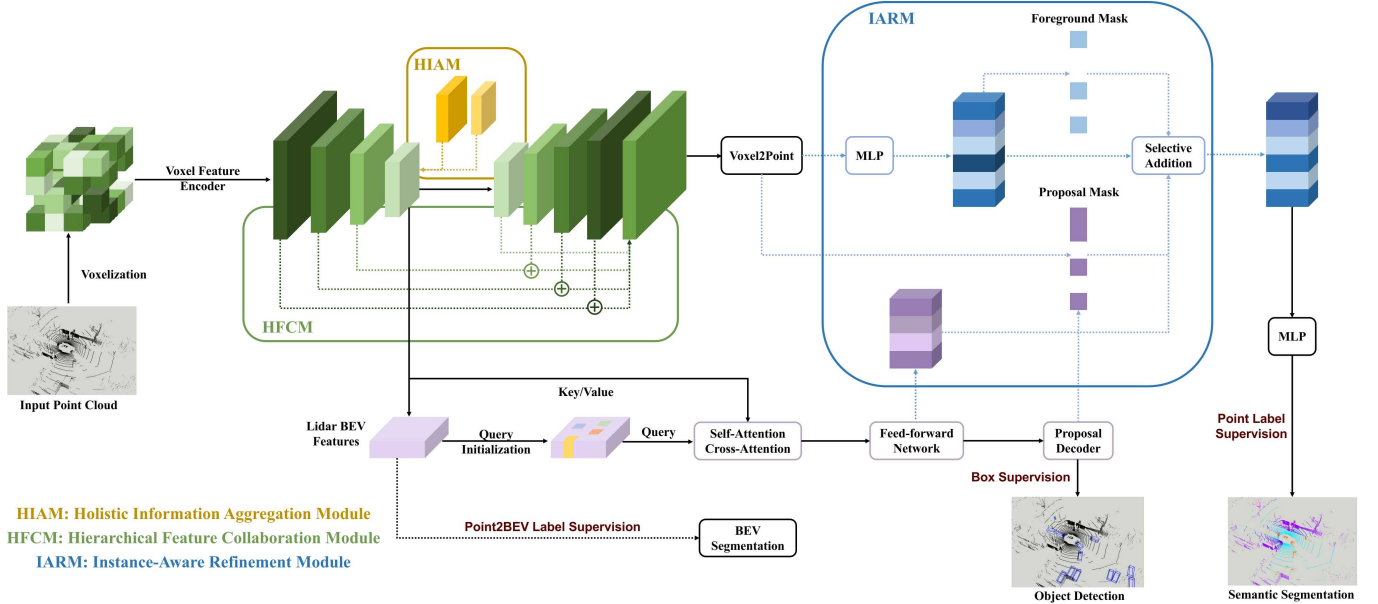 IARM
Foreground Mask
HIAM
Voxel Feature
Encoder
Voxel2Point
MLP
Selective
Addition
Proposal Mask
Voxelization
HFCM
MLP
Input Point Cloud
Key/Value
Point Label
Supervision
Lidar BEV
Features
Query
Initialization
Query
Self-Attention
Cross-Attention
Feed-forward
Network
Proposal
Decoder
Box Supervision
HIAM: Holistic Information Aggregation Module
HFCM: Hierarchical Feature Collaboration Module
IARM: Instance-Aware Refinement Module
Point2BEV Label Supervision
BEV
Segmentation
Object Detection
Semantic Segmentation